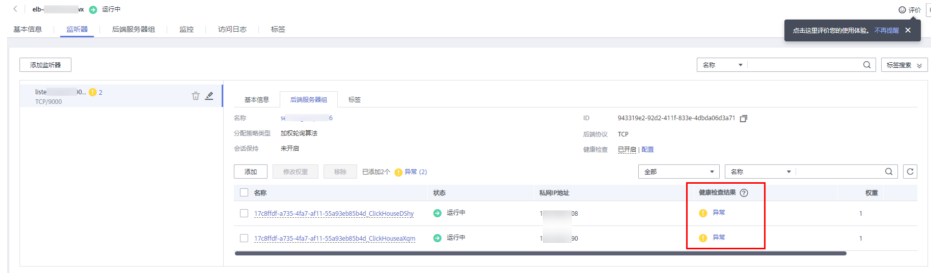 elb- vx 运行中
评价
基本信息 监听器 后端服务器组 监控 访问日志 标签
点击这里评价您的使用体验。 不再提醒 ×
添加监听器
名称
标签搜索
liste 0... 2
TCP/9000
基本信息 后端服务器组 标签
名称
ID 943319e2-92d2-411f-833e-4dbda06d3a71
分配策略类型 加权轮询算法
后端协议 TCP
会话保持 未开启
健康检查 已开启 | 配置
添加 修改权重 移除 已添加2个 异常 (2)
全部 名称
名称 状态 私网IP地址 健康检查结果 权重
17c8ffdf-a735-4fa7-af11-55a93eb85b4d_ClickHouseDShy 运行中 1 08 异常 1
17c8ffdf-a735-4fa7-af11-55a93eb85b4d_ClickHouseaXqm 运行中 1 90 异常 1